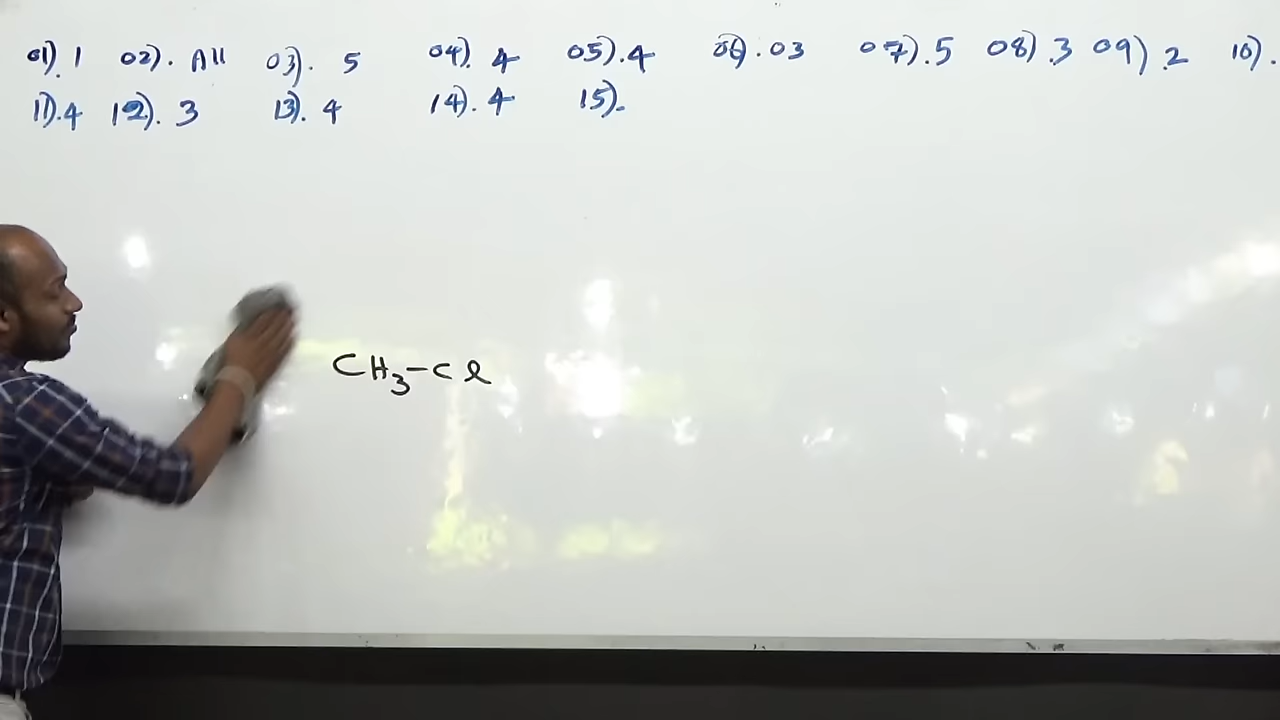 01). 1 02). All 03). 5 04). 4 05). 4 06). 03 07). 5 08). 3 09). 2 10).
11). 4 12). 3 13). 4 14). 4 15).
CH3-Cl